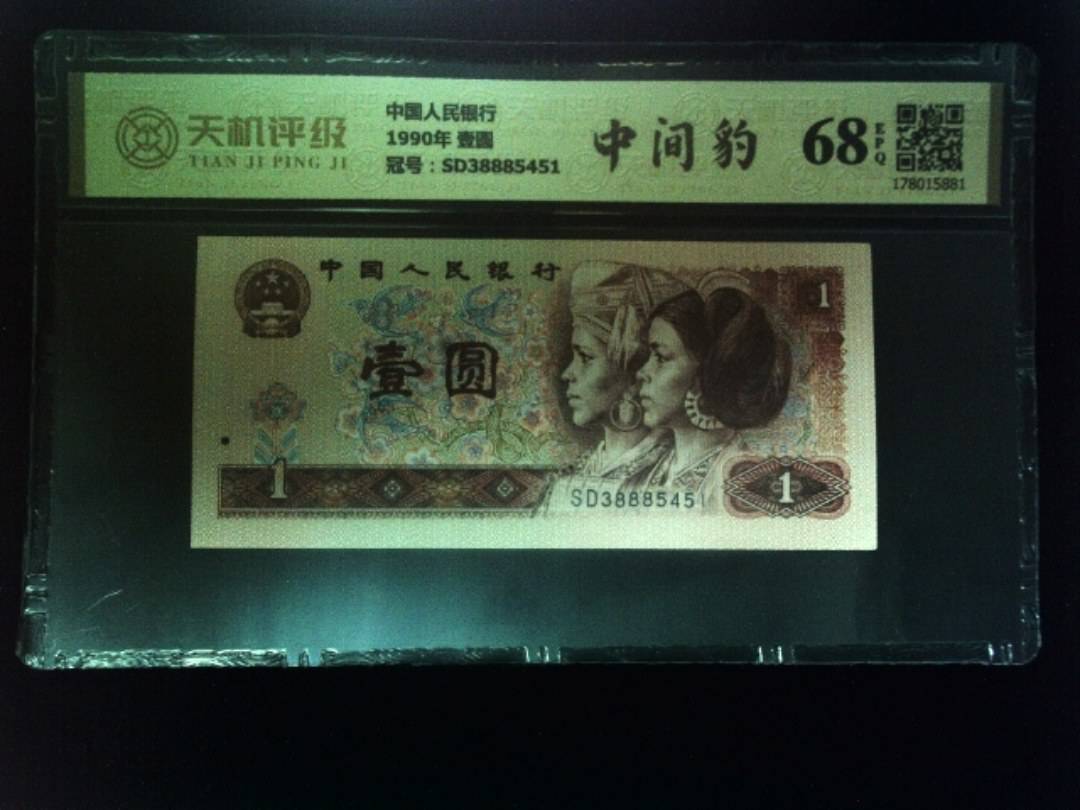 天机评级
TIAN JI PING JI
中国人民银行
1990年 壹圆
冠号：SD38885451
中间豹
68
EPQ
178015881
中国人民银行
1
壹圆
1
SD38885451
1